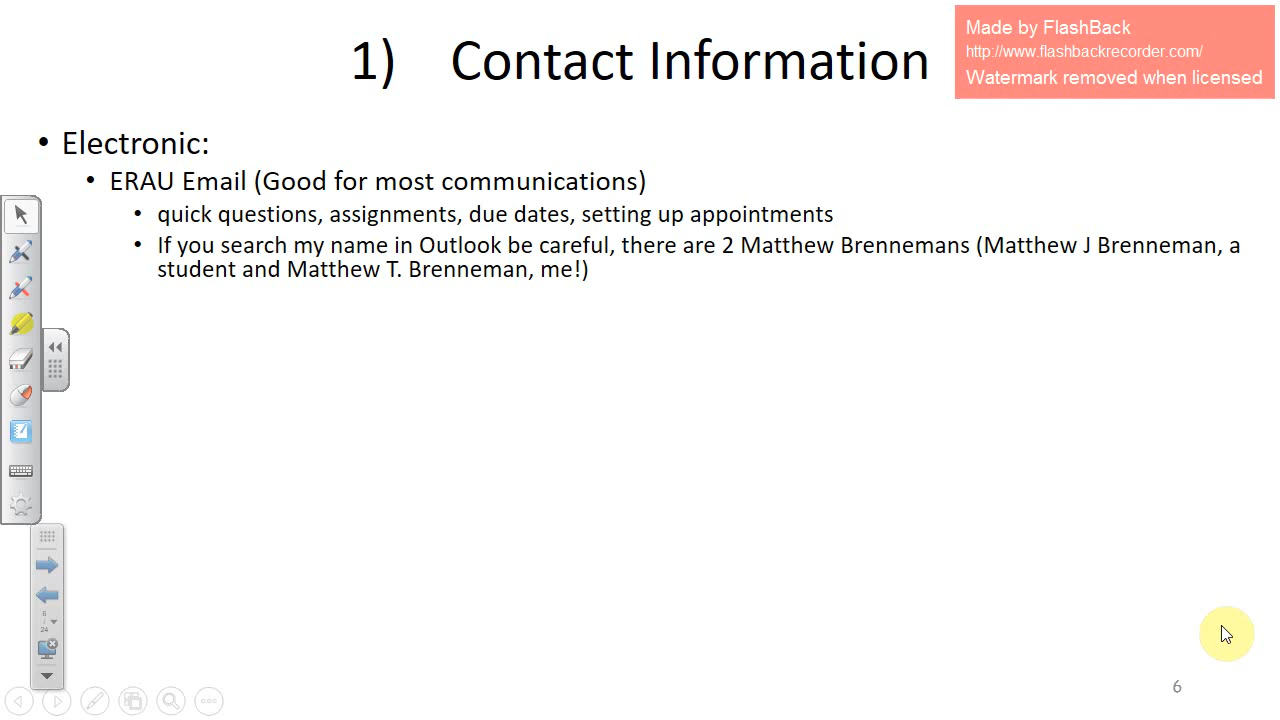 1) Contact Information
Made by FlashBack
http://www.flashbackrecorder.com/
Watermark removed when licensed
• Electronic:
• ERAU Email (Good for most communications)
• quick questions, assignments, due dates, setting up appointments
• If you search my name in Outlook be careful, there are 2 Matthew Brennemans (Matthew J Brenneman, a
student and Matthew T. Brenneman, me!)
6
/
24
6